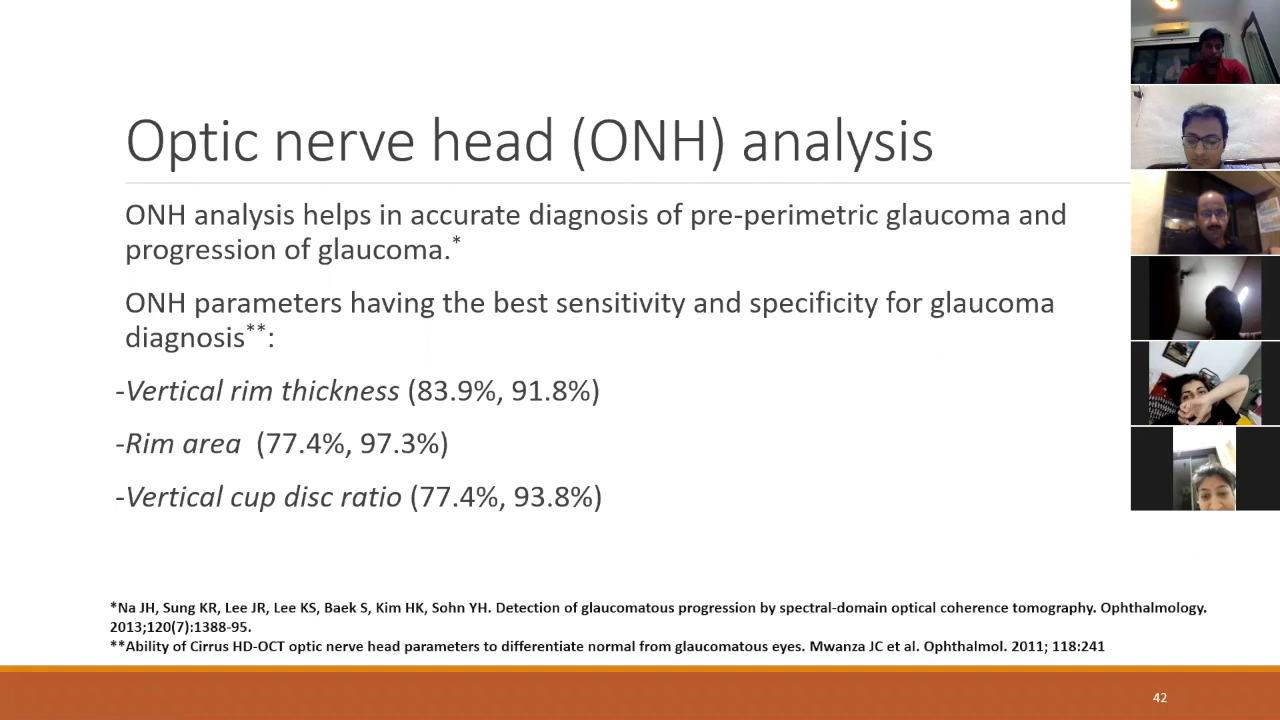 Optic nerve head (ONH) analysis
ONH analysis helps in accurate diagnosis of pre-perimetric glaucoma and
progression of glaucoma.*
ONH parameters having the best sensitivity and specificity for glaucoma
diagnosis**:
-Vertical rim thickness (83.9%, 91.8%)
-Rim area (77.4%, 97.3%)
-Vertical cup disc ratio (77.4%, 93.8%)
*Na JH, Sung KR, Lee JR, Lee KS, Baek S, Kim HK, Sohn YH. Detection of glaucomatous progression by spectral-domain optical coherence tomography. Ophthalmology.
2013;120(7):1388-95.
**Ability of Cirrus HD-OCT optic nerve head parameters to differentiate normal from glaucomatous eyes. Mwanza JC et al. Ophthalmol. 2011; 118:241
42